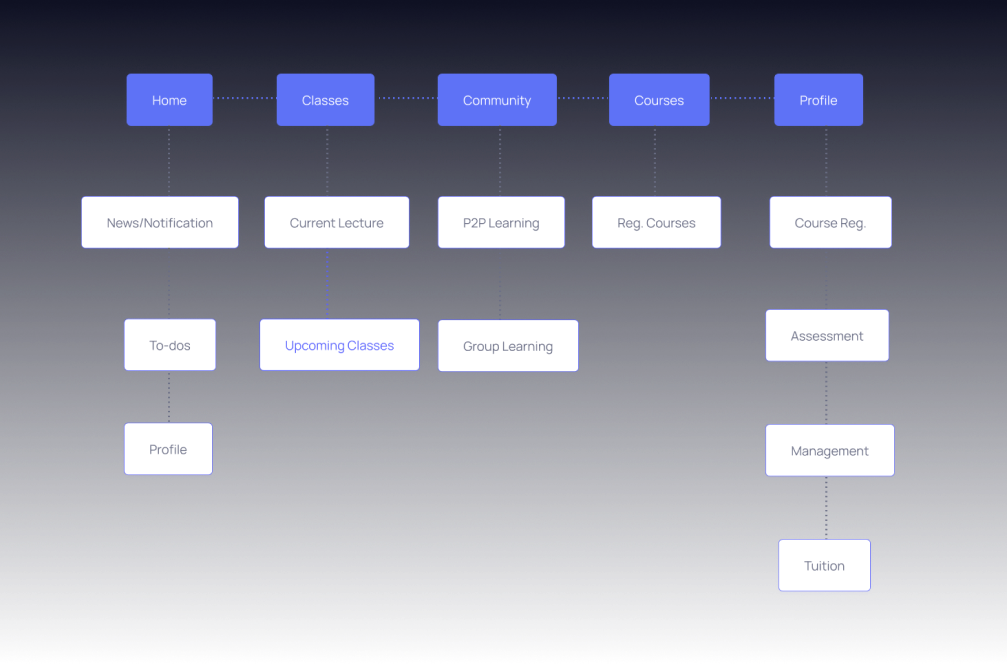 Home
Classes
Community
Courses
Profile
News/Notification
Current Lecture
P2P Learning
Reg. Courses
Course Reg.
To-dos
Upcoming Classes
Group Learning
Assessment
Profile
Management
Tuition